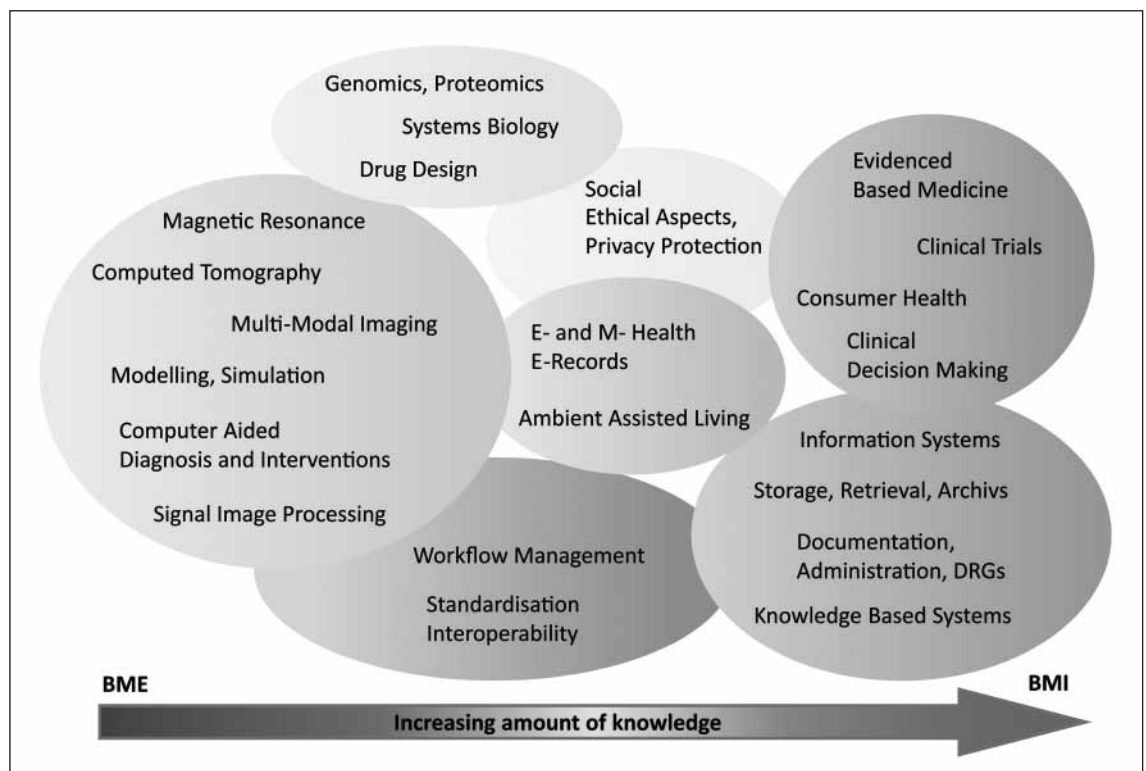 Genomics, Proteomics
Systems Biology
Drug Design
Magnetic Resonance
Computed Tomography
Multi-Modal Imaging
Modelling, Simulation
Computer Aided
Diagnosis and Interventions
Signal Image Processing
Social
Ethical Aspects,
Privacy Protection
E- and M- Health
E-Records
Ambient Assisted Living
Workflow Management
Standardisation
Interoperability
Evidenced
Based Medicine
Clinical Trials
Consumer Health
Clinical
Decision Making
Information Systems
Storage, Retrieval, Archivs
Documentation,
Administration, DRGs
Knowledge Based Systems
BME
BMI
Increasing amount of knowledge